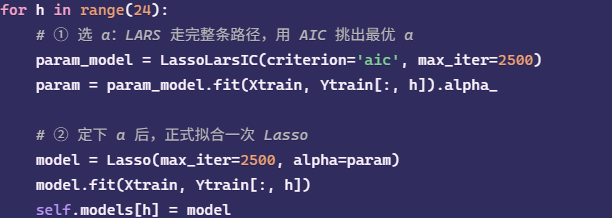 for h in range(24):
    # ① 选 α: LARS 走完整条路径，用 AIC 挑出最优 α
    param_model = LassoLarsIC(criterion='aic', max_iter=2500)
    param = param_model.fit(Xtrain, Ytrain[:, h]).alpha_
    # ② 定下 α 后，正式拟合一次 Lasso
    model = Lasso(max_iter=2500, alpha=param)
    model.fit(Xtrain, Ytrain[:, h])
    self.models[h] = model